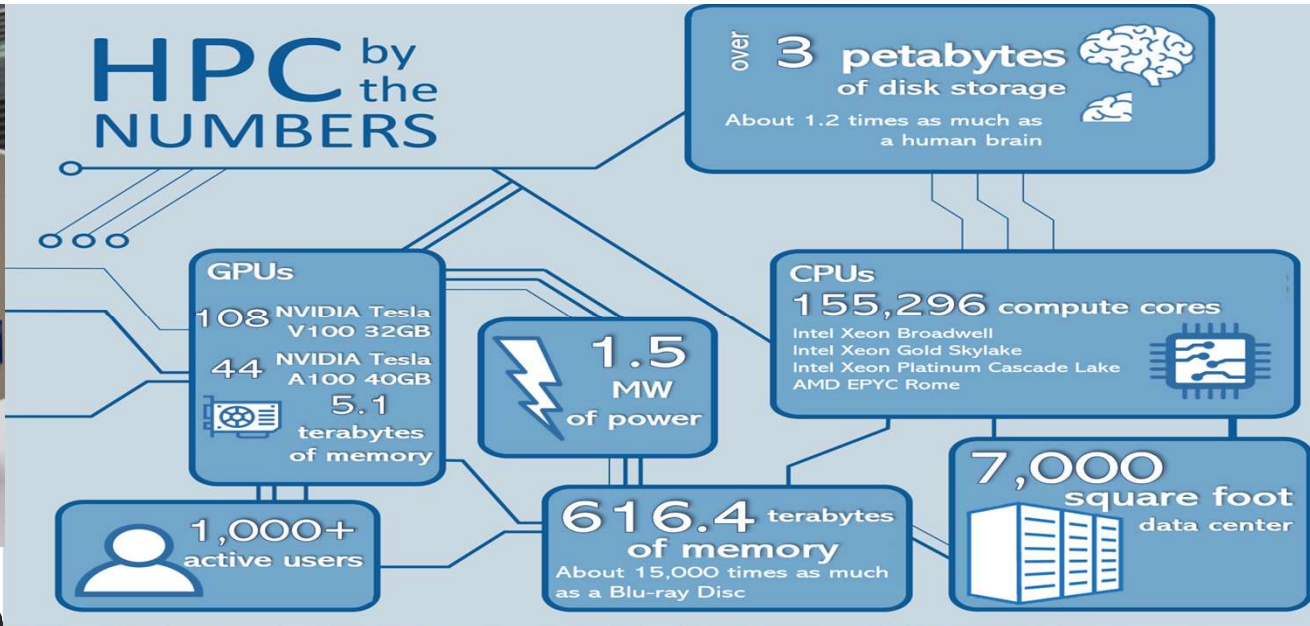 HPC by
the
NUMBERS
over 3 petabytes
of disk storage
About 1.2 times as much as
a human brain
GPUs
108 NVIDIA Tesla
V100 32GB
44 NVIDIA Tesla
A100 40GB
5.1
terabytes
of memory
1.5
MW
of power
CPUs
155,296 compute cores
Intel Xeon Broadwell
Intel Xeon Gold Skylake
Intel Xeon Platinum Cascade Lake
AMD EPYC Rome
1,000+
active users
616.4 terabytes
of memory
About 15,000 times as much
as a Blu-ray Disc
7,000
square foot
data center